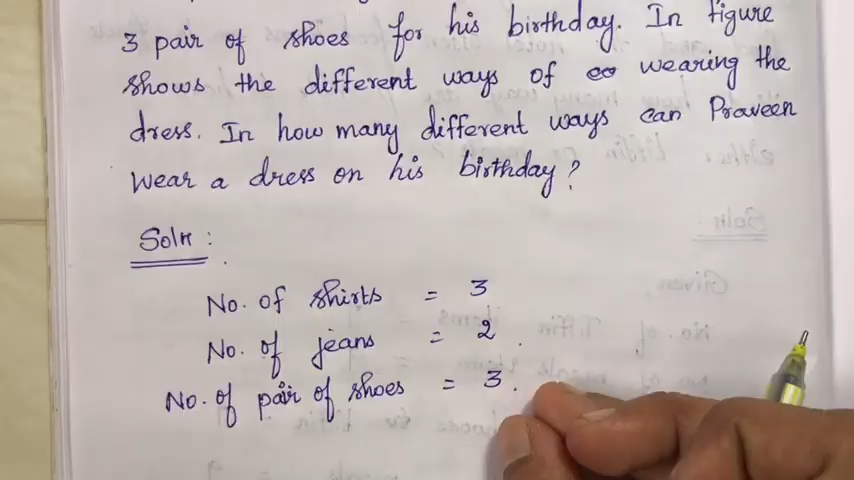 3 pair of shoes for his birthday. In figure
shows the different ways of wearing the
dress. In how many different ways can Praveen
wear a dress on his birthday?
Soln :
No. of shirts = 3
No. of jeans = 2.
No. of pair of shoes = 3.